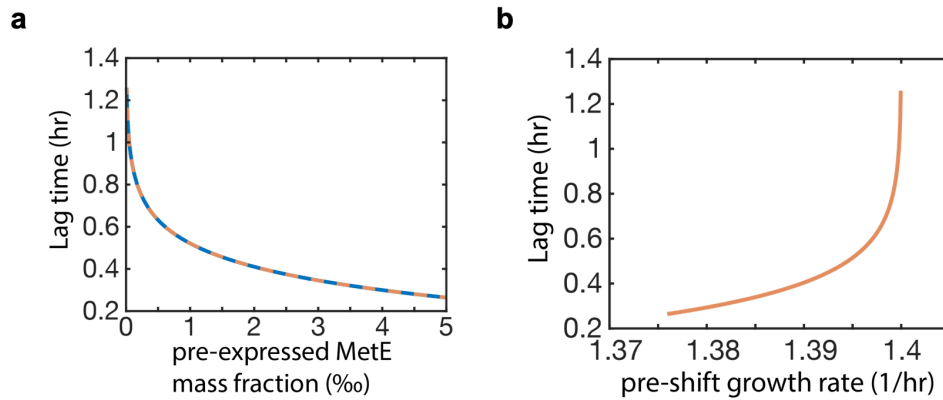 a
1.4
1.2
1
0.8
0.6
0.4
0.2
Lag time (hr)
0 1 2 3 4 5
pre-expressed MetE
mass fraction (‰)
b
1.4
1.2
1
0.8
0.6
0.4
0.2
Lag time (hr)
1.37 1.38 1.39 1.4
pre-shift growth rate (1/hr)